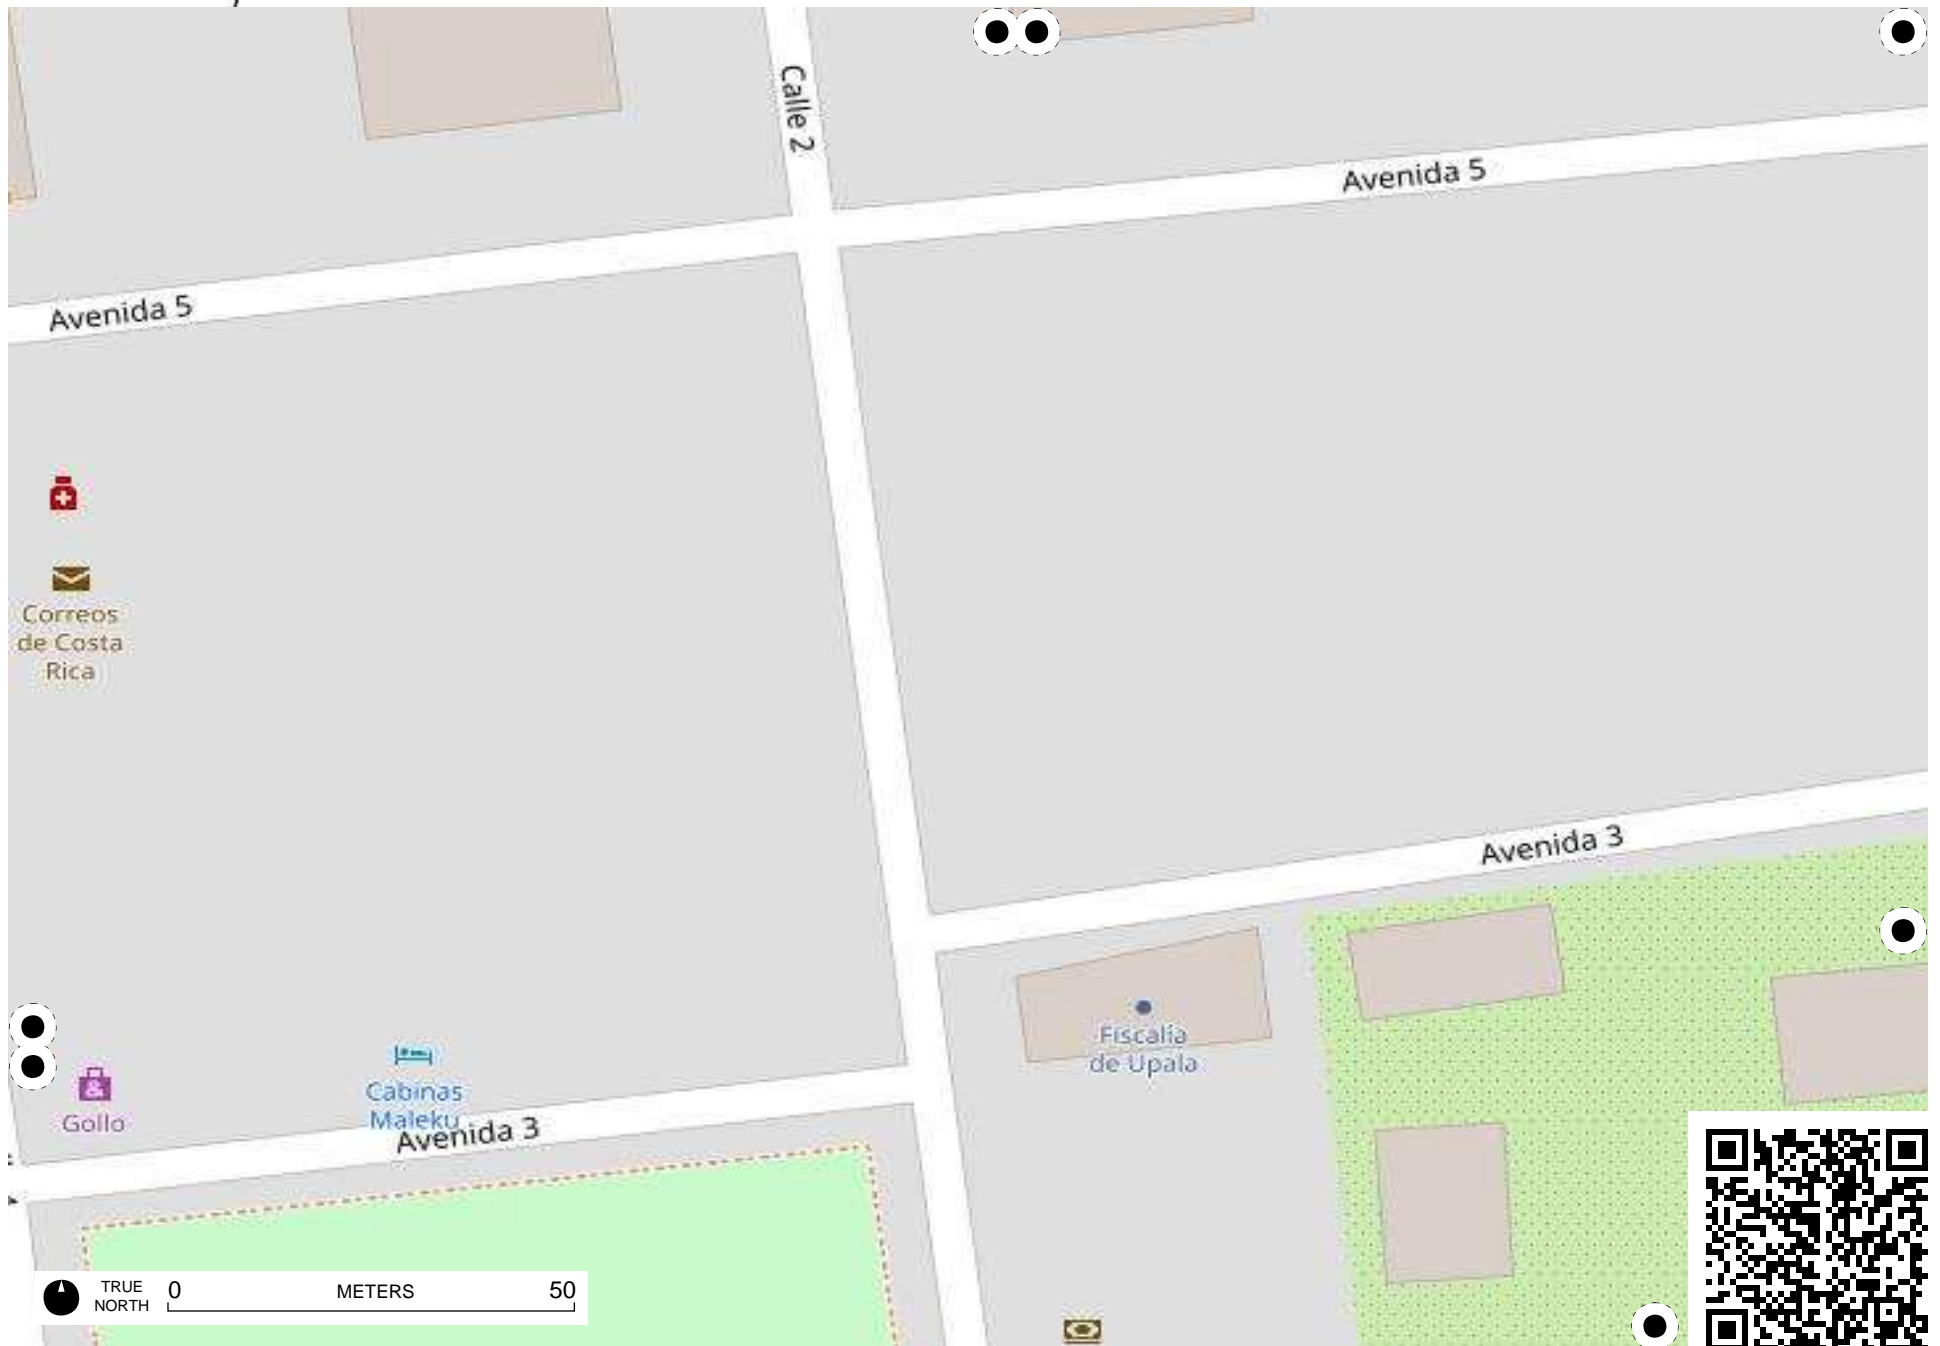 Calle 2
Avenida 5
Avenida 5
Correos
de Costa
Rica
Avenida 3
Fiscalía
de Upala
Gollo
Cabinas
Maleku
Avenida 3
TRUE
NORTH
0 METERS 50